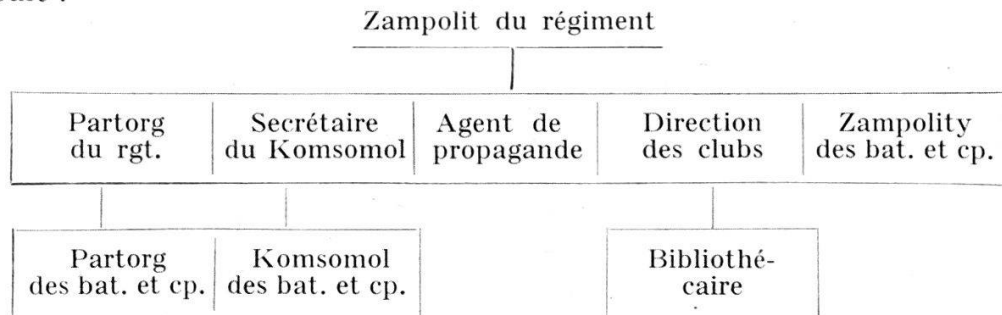 Zampolit du régiment
Partorg
du rgt.
Secrétaire
du Komsomol
Agent de
propagande
Direction
des clubs
Zampolity
des bat. et cp.
Partorg
des bat. et cp.
Komsomol
des bat. et cp.
Bibliothé-
caire